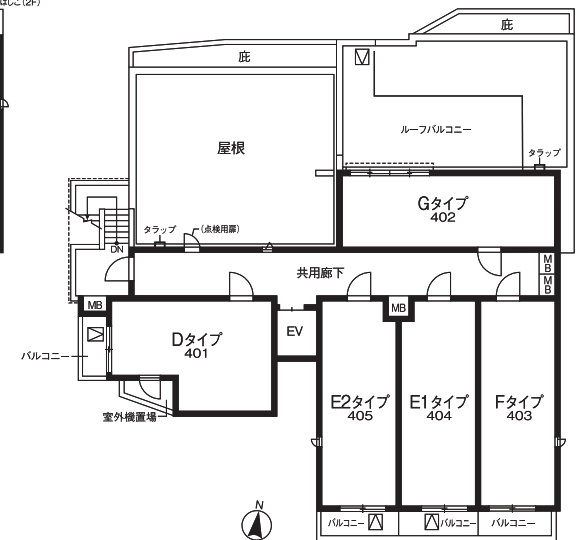 はしご(2F)
庇
庇
ルーフバルコニー
屋根
タラップ
Gタイプ
402
タラップ
(点検用扉)
DN
共用廊下
MB
MB
MB
MB
EV
Dタイプ
401
バルコニー
室外機置場
E2タイプ
405
E1タイプ
404
Fタイプ
403
N
バルコニー
バルコニー
バルコニー